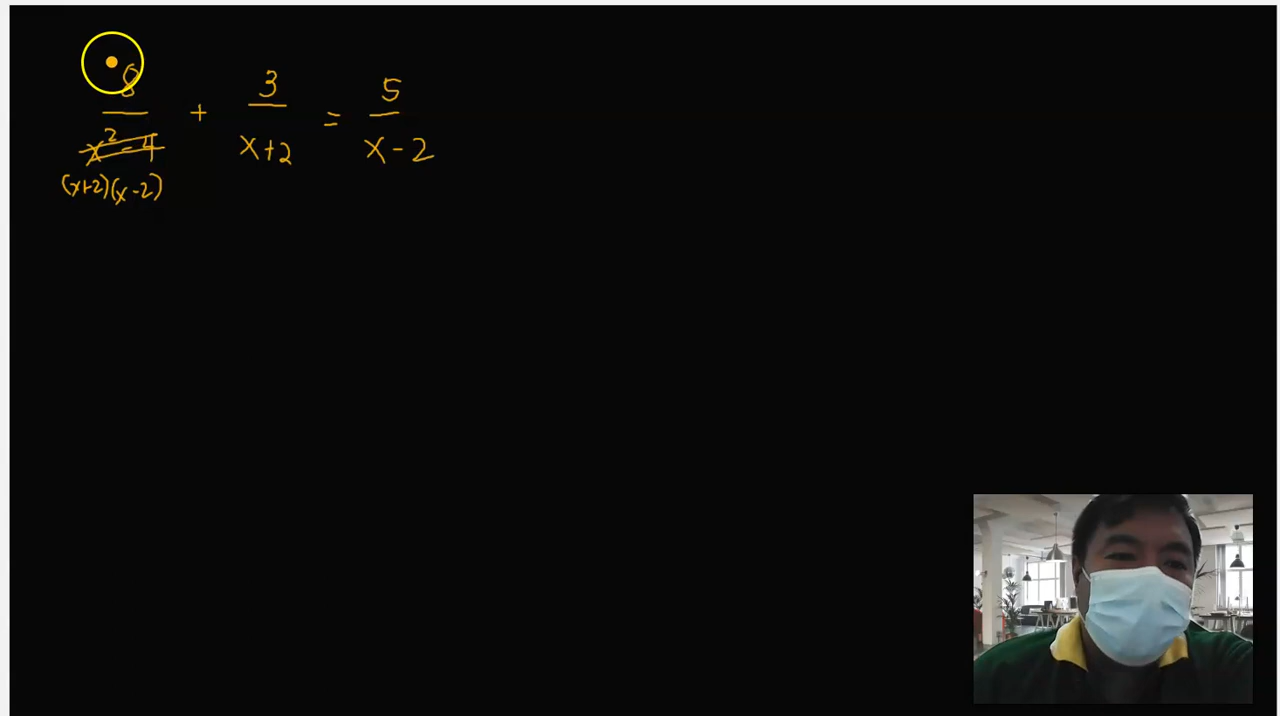 8/(x²-4) + 3/(x+2) = 5/(x-2)
(x+2)(x-2)